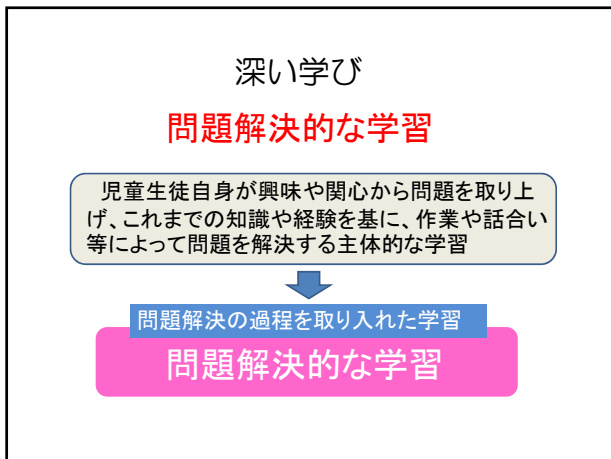 深い学び
問題解決的な学習
児童生徒自身が興味や関心から問題を取り上
げ、これまでの知識や経験を基に、作業や話合い
等によって問題を解決する主体的な学習
問題解決の過程を取り入れた学習
問題解決的な学習